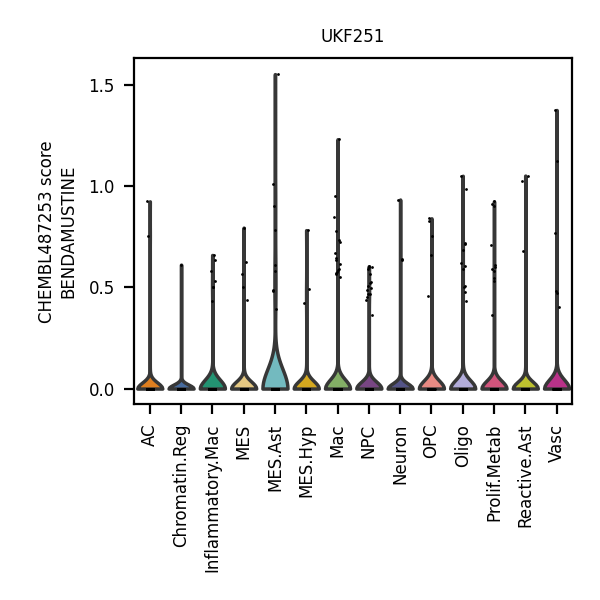 UKF251
CHEMBL487253 score
BENDAMUSTINE
1.5
1.0
0.5
0.0
AC
Chromatin.Reg
Inflammatory.Mac
MES
MES.Ast
MES.Hyp
Mac
NPC
Neuron
OPC
Oligo
Prolif.Metab
Reactive.Ast
Vasc